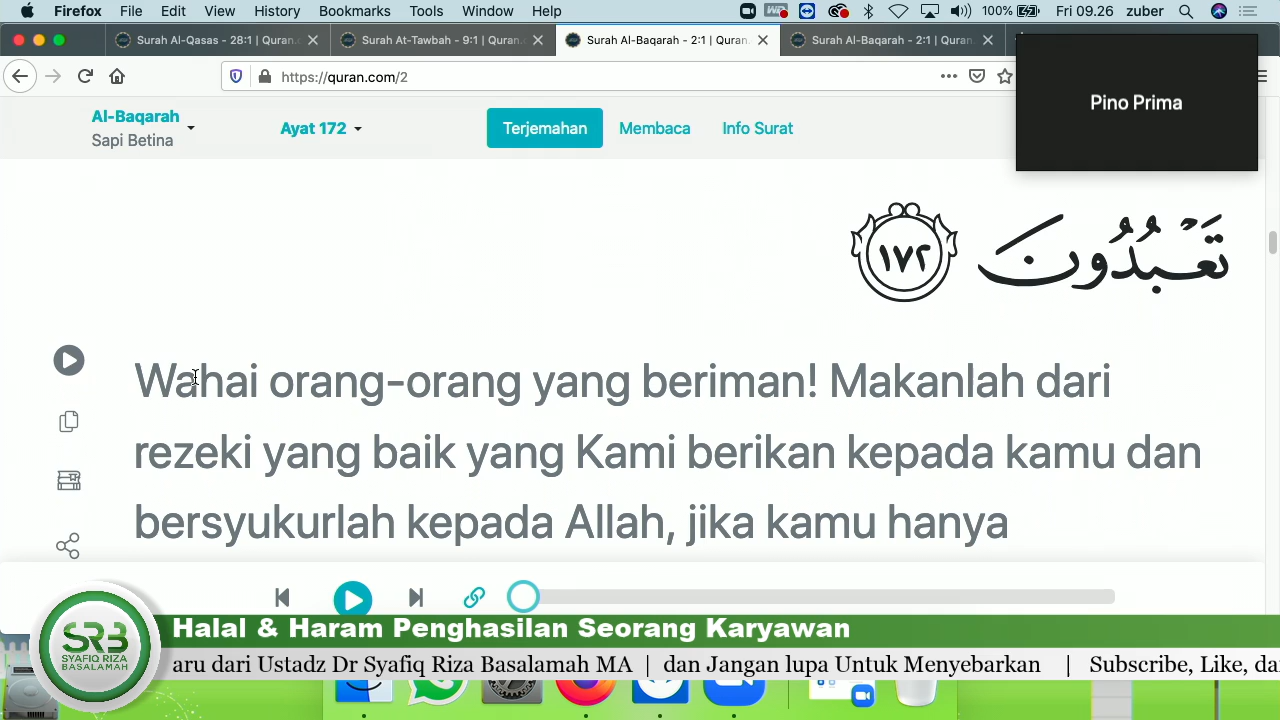 Firefox File Edit View History Bookmarks Tools Window Help 100% Fri 09.26 zuber
Surah Al-Qasas - 28:1 | Quran. Surah At-Tawbah - 9:1 | Quran. Surah Al-Baqarah - 2:1 | Quran. Surah Al-Baqarah - 2:1 | Quran.
https://quran.com/2
Pino Prima
Al-Baqarah
Sapi Betina
Ayat 172
Terjemahan Membaca Info Surat
تَعْبُدُونَ ١٧٢
Wahai orang-orang yang beriman! Makanlah dari
rezeki yang baik yang Kami berikan kepada kamu dan
bersyukurlah kepada Allah, jika kamu hanya
SRB
SYAFIQ RIZA
BASALAMAH
Halal & Haram Penghasilan Seorang Karyawan
aru dari Ustadz Dr Syafiq Riza Basalamah MA | dan Jangan lupa Untuk Menyebarkan | Subscribe, Like, da